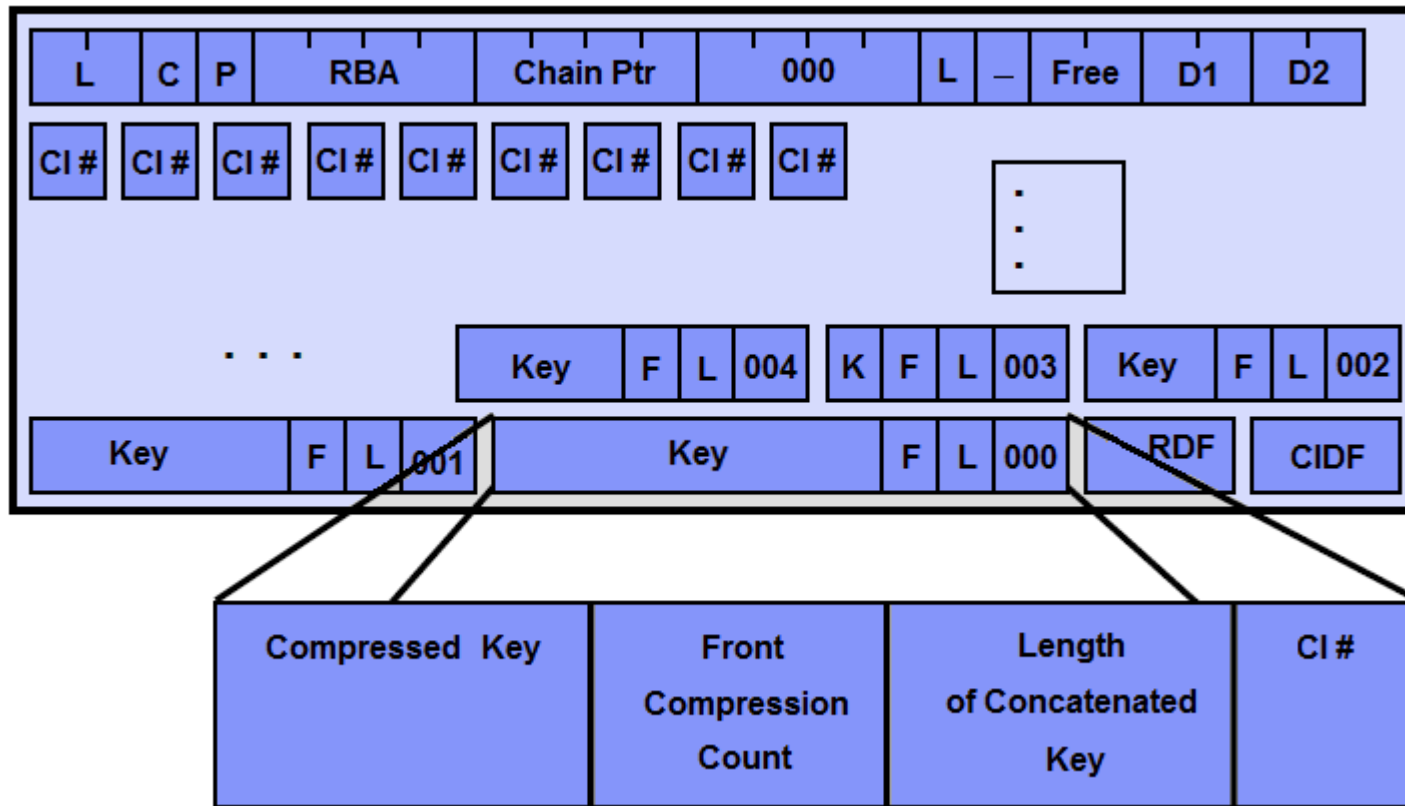 L C P RBA Chain Ptr 000 L – Free D1 D2
CI # CI # CI # CI # CI # CI # CI # CI # CI #
.
.
.
. . .
Key F L 004 K F L 003 Key F L 002
Key F L 001 Key F L 000 RDF CIDF
Compressed Key Front Length CI #
Compression of Concatenated
Count Key